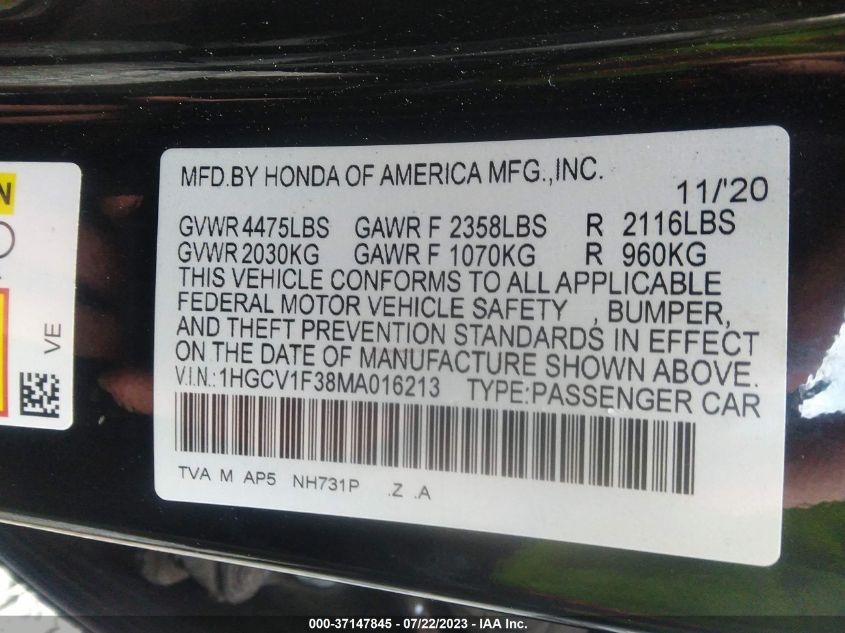 MFD.BY HONDA OF AMERICA MFG.,INC.
11/'20
GVWR 4475LBS GAWR F 2358LBS R 2116LBS
GVWR 2030KG GAWR F 1070KG R 960KG
THIS VEHICLE CONFORMS TO ALL APPLICABLE
FEDERAL MOTOR VEHICLE SAFETY , BUMPER,
AND THEFT PREVENTION STANDARDS IN EFFECT
ON THE DATE OF MANUFACTURE SHOWN ABOVE.
V.I.N.:1HGCV1F38MA016213 TYPE:PASSENGER CAR
TVA M AP5 NH731P .Z .A
VE
000-37147845 - 07/22/2023 - IAA Inc.